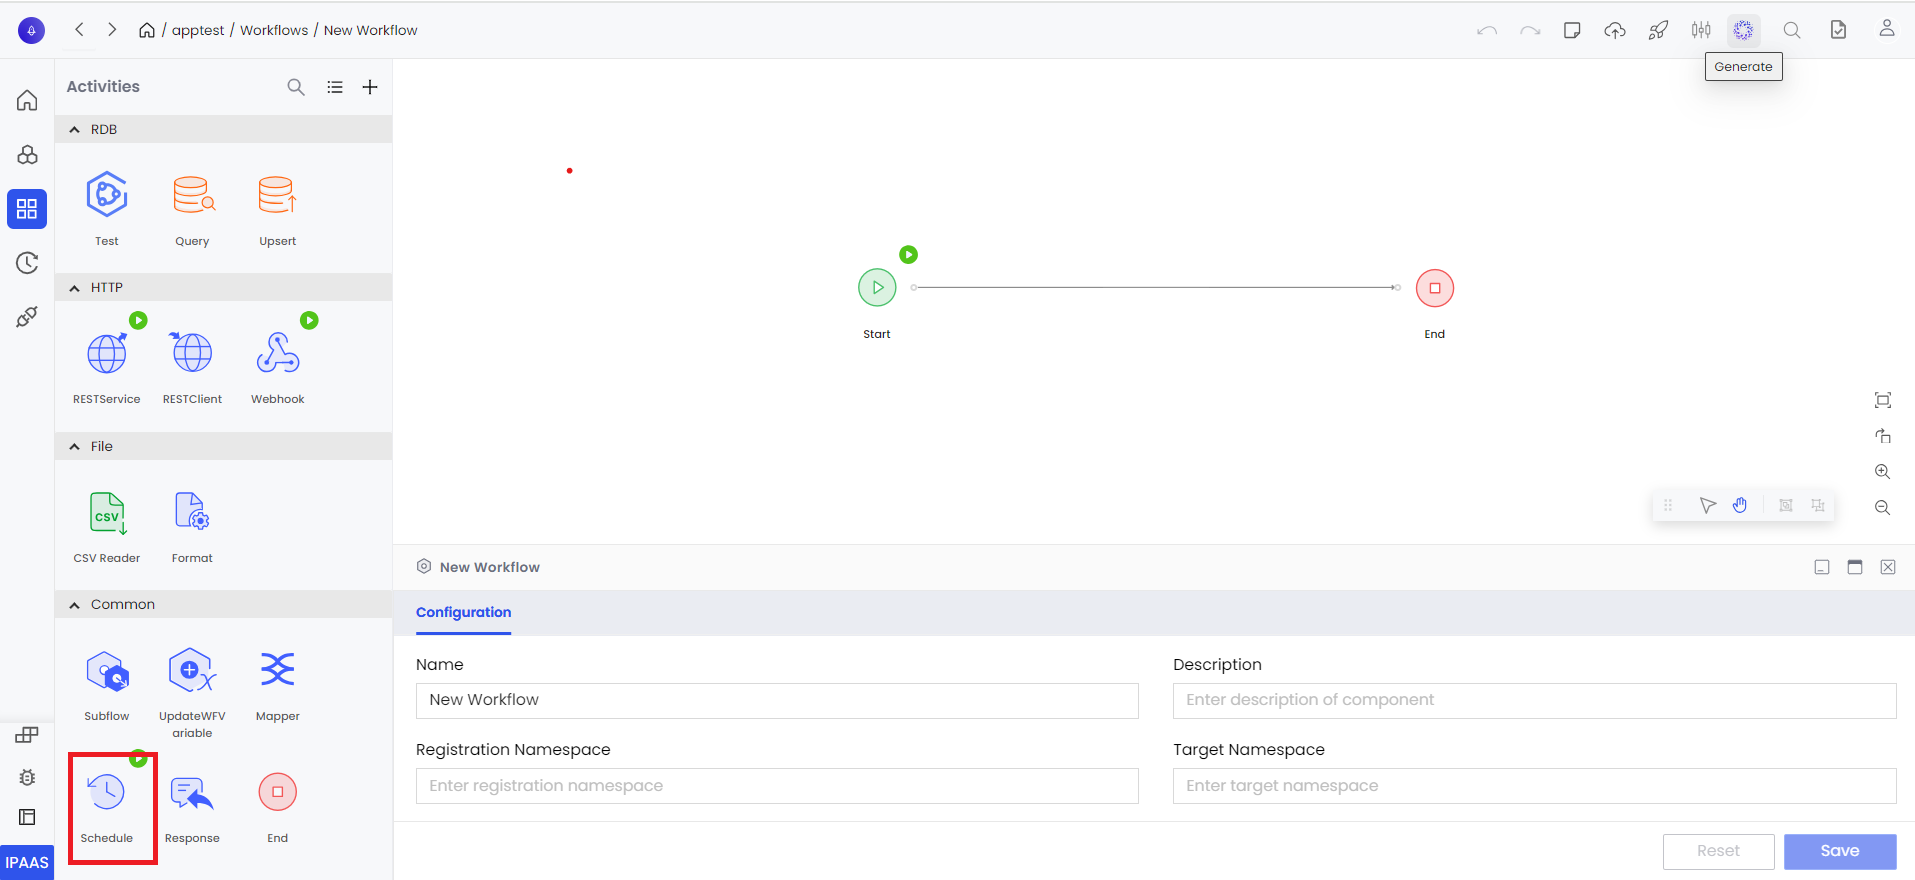 / apptest / Workflows / New Workflow
Generate
Activities
RDB
Test
Query
Upsert
HTTP
RESTService
RESTClient
Webhook
File
CSV
CSV Reader
Format
Common
Subflow
UpdateWFV
ariable
Mapper
Schedule
Response
End
IPAAS
Start
End
New Workflow
Configuration
Name
Description
New Workflow
Enter description of component
Registration Namespace
Target Namespace
Enter registration namespace
Enter target namespace
Reset
Save